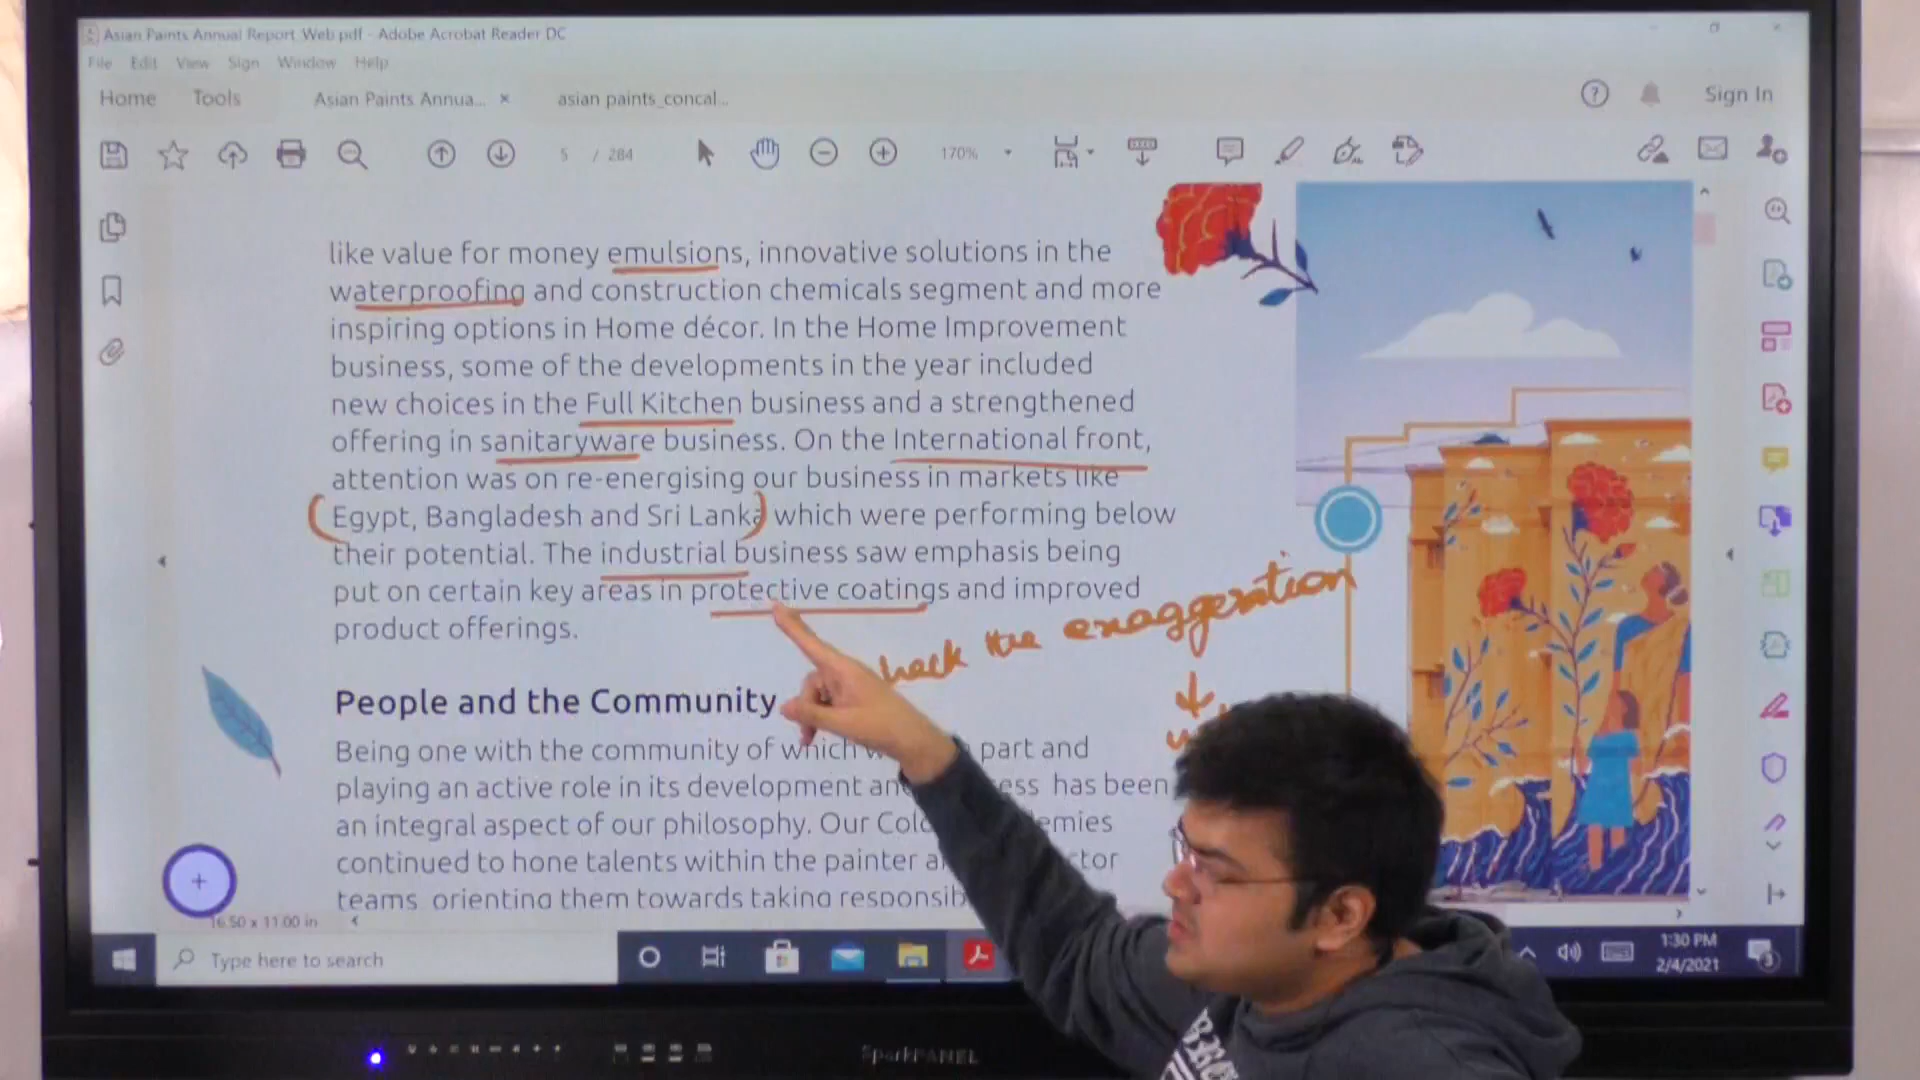 Asian Paints Annual Report Web.pdf - Adobe Acrobat Reader DC
File Edit View Sign Window Help
Home Tools Asian Paints Annua... × asian paints_concal... Sign In
5 / 284 170%
like value for money emulsions, innovative solutions in the
waterproofing and construction chemicals segment and more
inspiring options in Home décor. In the Home Improvement
business, some of the developments in the year included
new choices in the Full Kitchen business and a strengthened
offering in sanitaryware business. On the International front,
attention was on re-energising our business in markets like
(Egypt, Bangladesh and Sri Lanka) which were performing below
their potential. The industrial business saw emphasis being
put on certain key areas in protective coatings and improved
product offerings.
the exaggeration
People and the Community
Being one with the community of which part and
playing an active role in its development has been
an integral aspect of our philosophy. Our
continued to hone talents within the painter
teams, orienting them towards taking
16.50 x 11.00 in
Type here to search
1:30 PM
2/4/2021
3
SparkPANEL